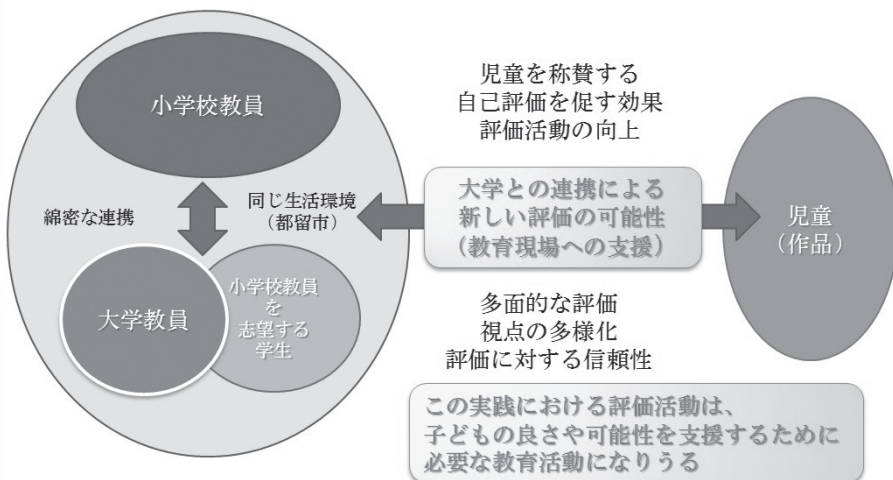 小学校教員
綿密な連携
同じ生活環境
（都留市）
大学教員
小学校教員
を
志望する
学生
児童を称賛する
自己評価を促す効果
評価活動の向上
大学との連携による
新しい評価の可能性
（教育現場への支援）
児童
（作品）
多面的な評価
視点の多様化
評価に対する信頼性
この実践における評価活動は、
子どもの良さや可能性を支援するために
必要な教育活動になりうる